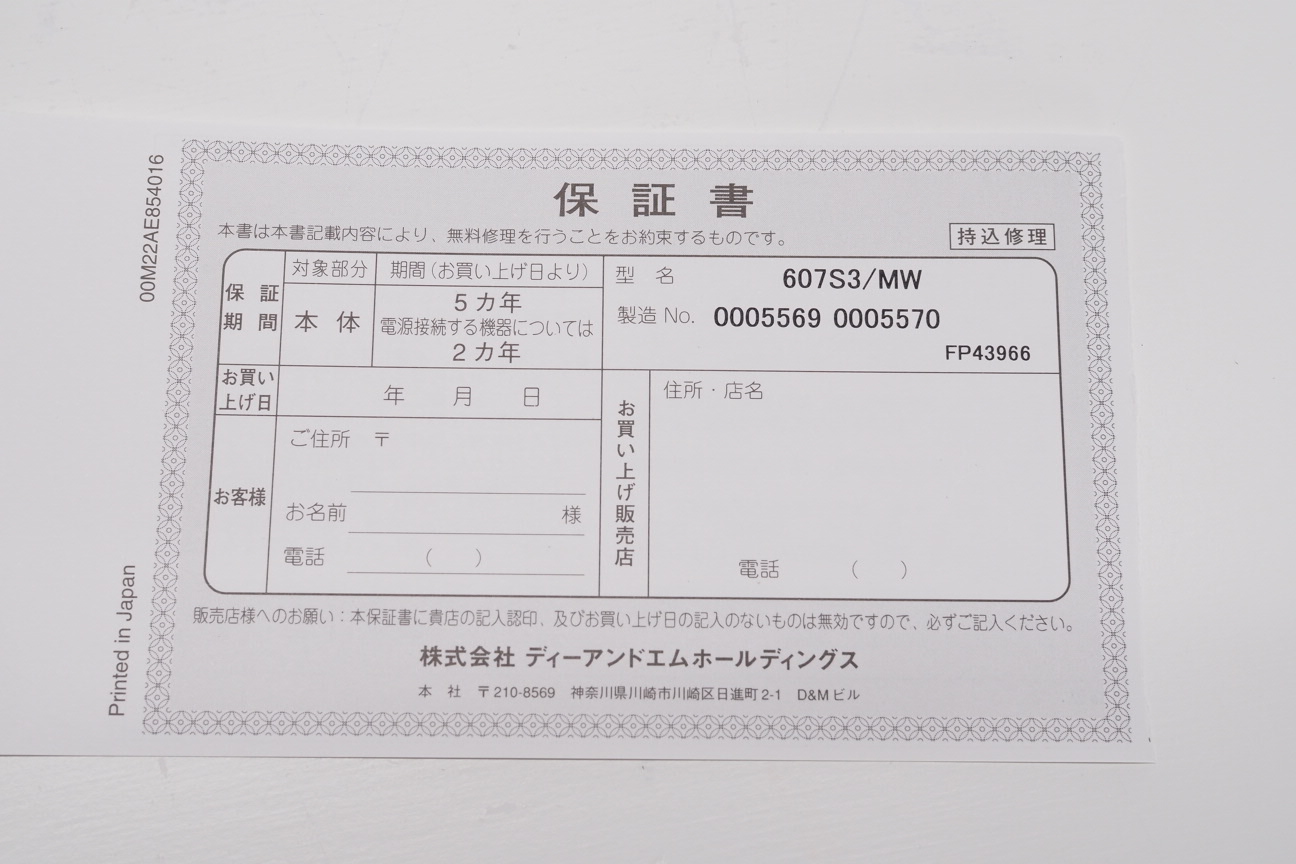 00M22AE854016
保証書
本書は本書記載内容により、無料修理を行うことをお約束するものです。
持込修理
保証期間
対象部分
期間(お買い上げ日より)
本体
5カ年
電源接続する機器については
2カ年
型名 607S3/MW
製造No. 0005569 0005570
FP43966
お買い上げ日
年 月 日
お客様
ご住所 〒
お名前 様
電話 ( )
お買い上げ販売店
住所・店名
電話 ( )
販売店様へのお願い:本保証書に貴店の記入認印、及びお買い上げ日の記入のないものは無効ですので、必ずご記入ください。
株式会社 ディーアンドエムホールディングス
本社 〒210-8569 神奈川県川崎市川崎区日進町2-1 D&Mビル
Printed in Japan